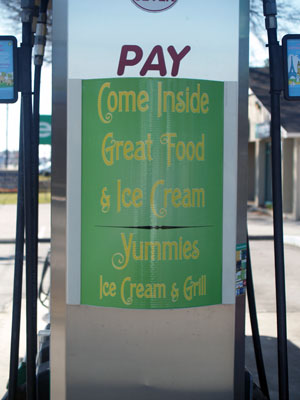 PAY
Come Inside
Great Food
& Ice Cream
Yummies
Ice Cream & Grill